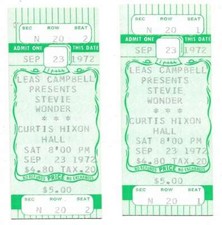 SEC ROW SEAT
N 20 2
ADMIT ONE THIS DATE
SEP 23 1972
LEAS CAMPBELL
PRESENTS
STEVIE
WONDER
CURTIS HIXON
HALL
SAT 8:00 PM
SEP 23 1972
$4.80 TAX.20
PRICE
$5.00
N 20 2
SEC ROW SEAT
N 20 1
ADMIT ONE THIS DATE
SEP 23 1972
LEAS CAMPBELL
PRESENTS
STEVIE
WONDER
CURTIS HIXON
HALL
SAT 8:00 PM
SEP 23 1972
$4.80 TAX.20
PRICE
$5.00
N 20 1